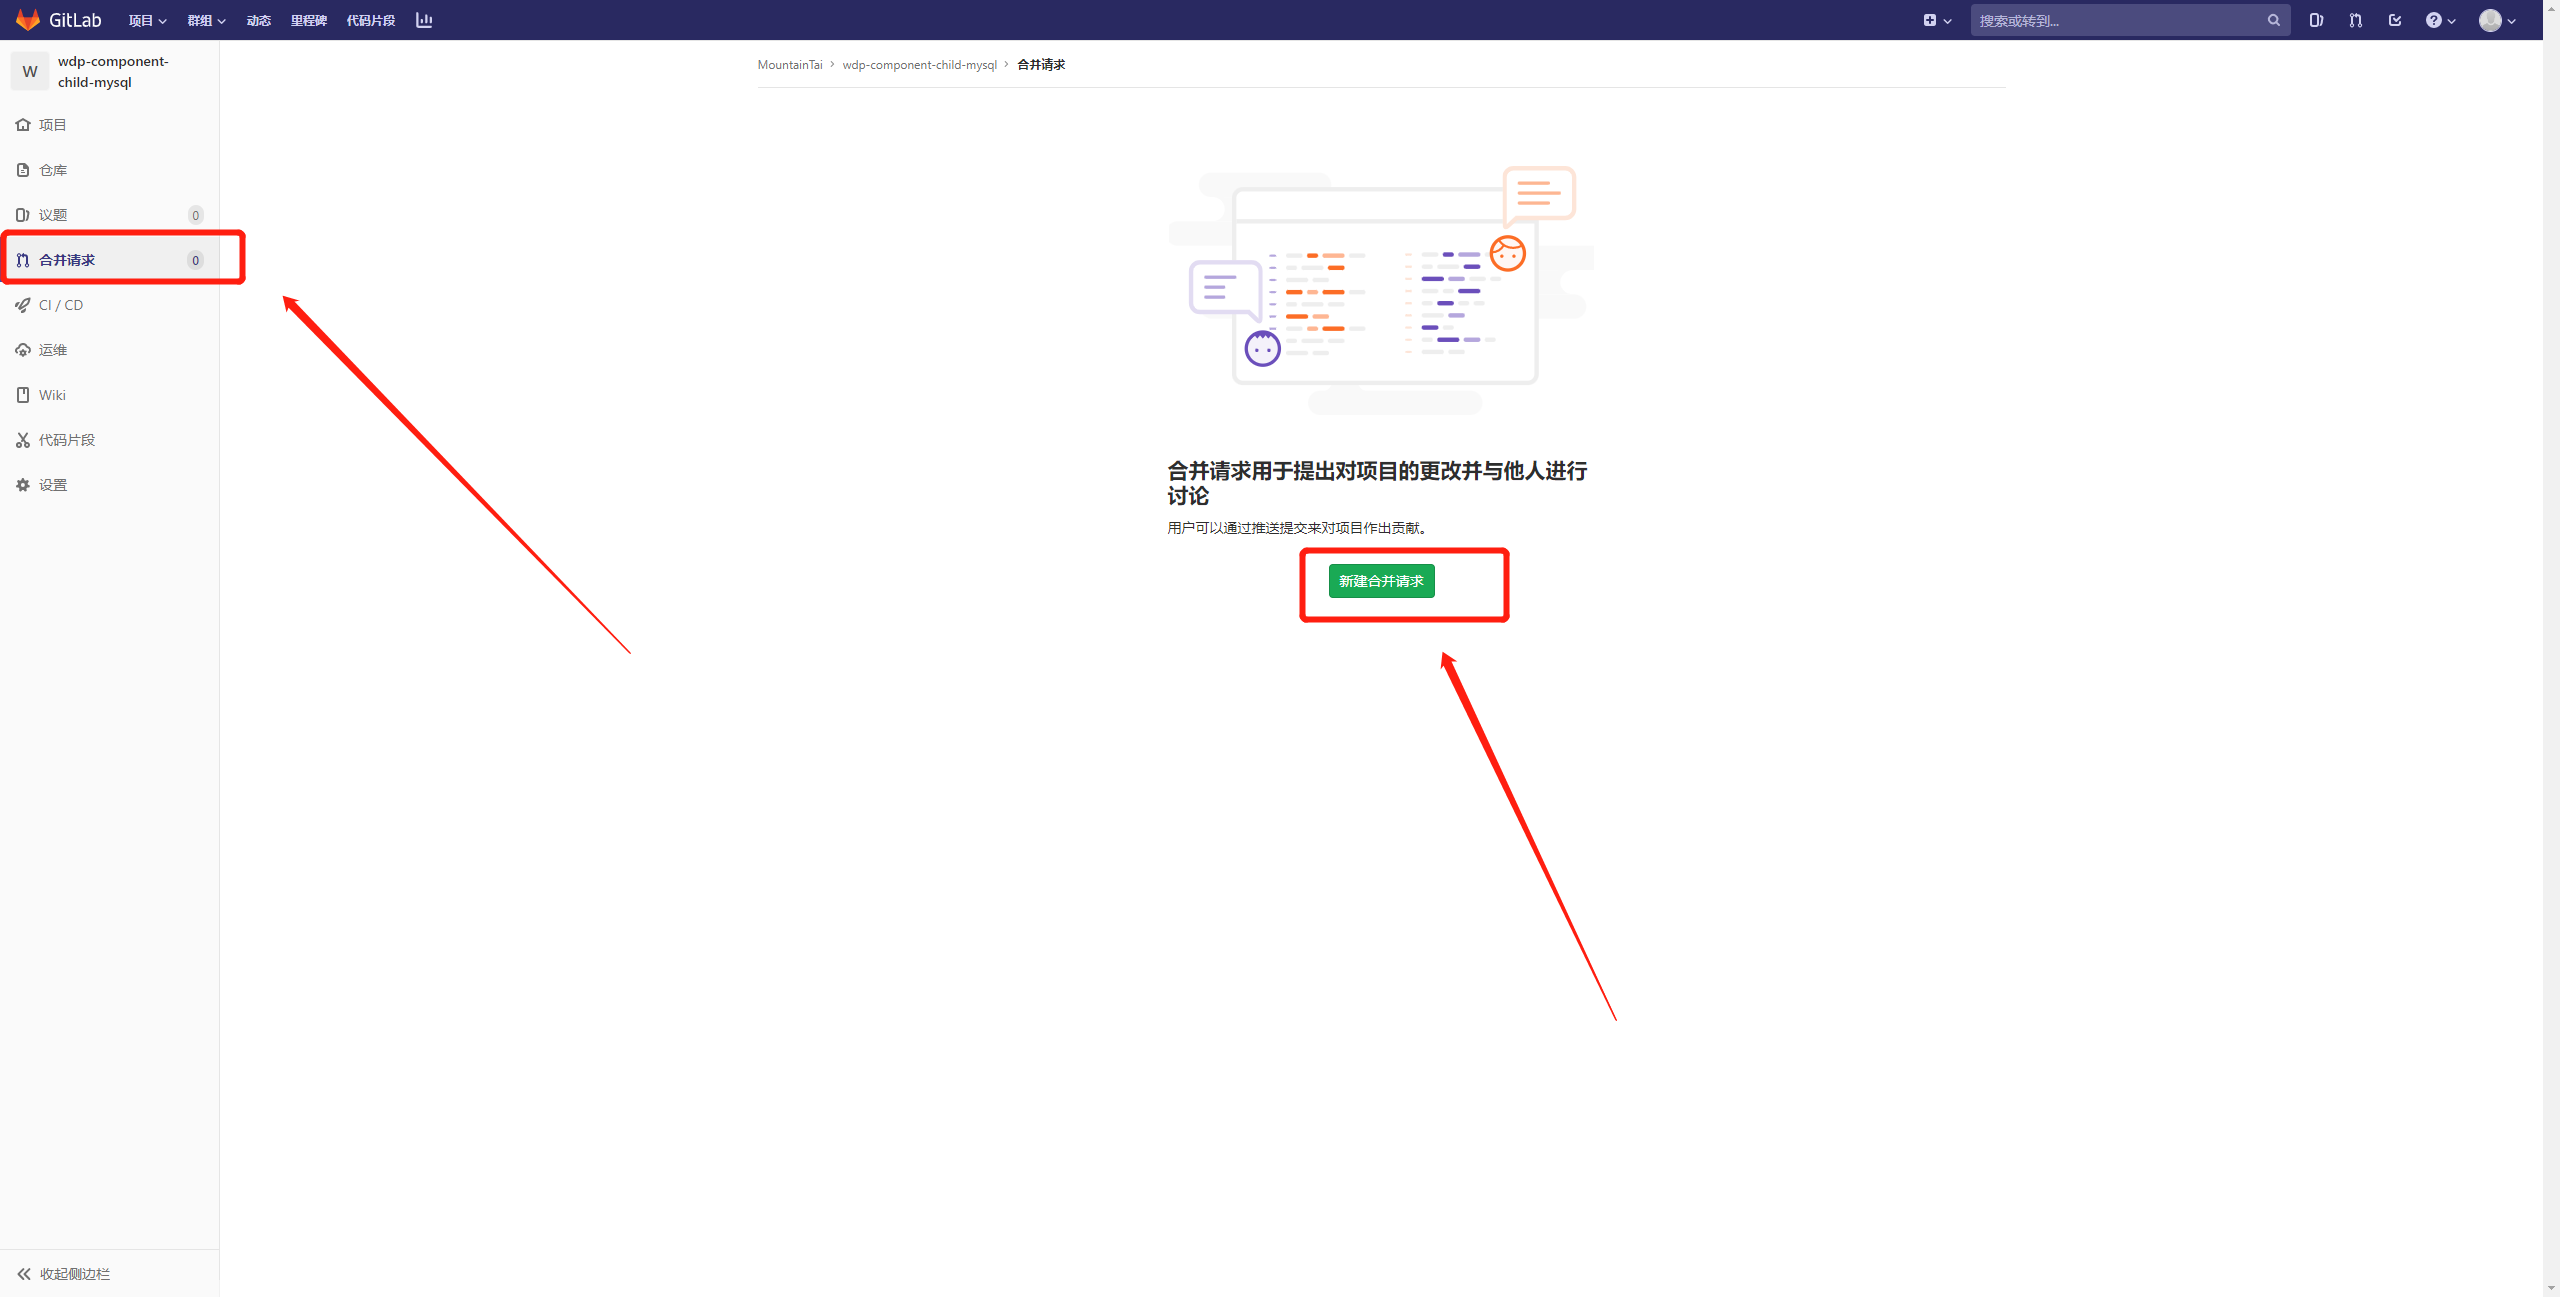 GitLab 项目 群组 动态 里程碑 代码片段
搜索或转到...
W
wdp-component-
child-mysql
项目
仓库
议题 0
合并请求 0
CI / CD
运维
Wiki
代码片段
设置
收起侧边栏
MountainTai › wdp-component-child-mysql › 合并请求
合并请求用于提出对项目的更改并与他人进行
讨论
用户可以通过推送提交来对项目作出贡献。
新建合并请求